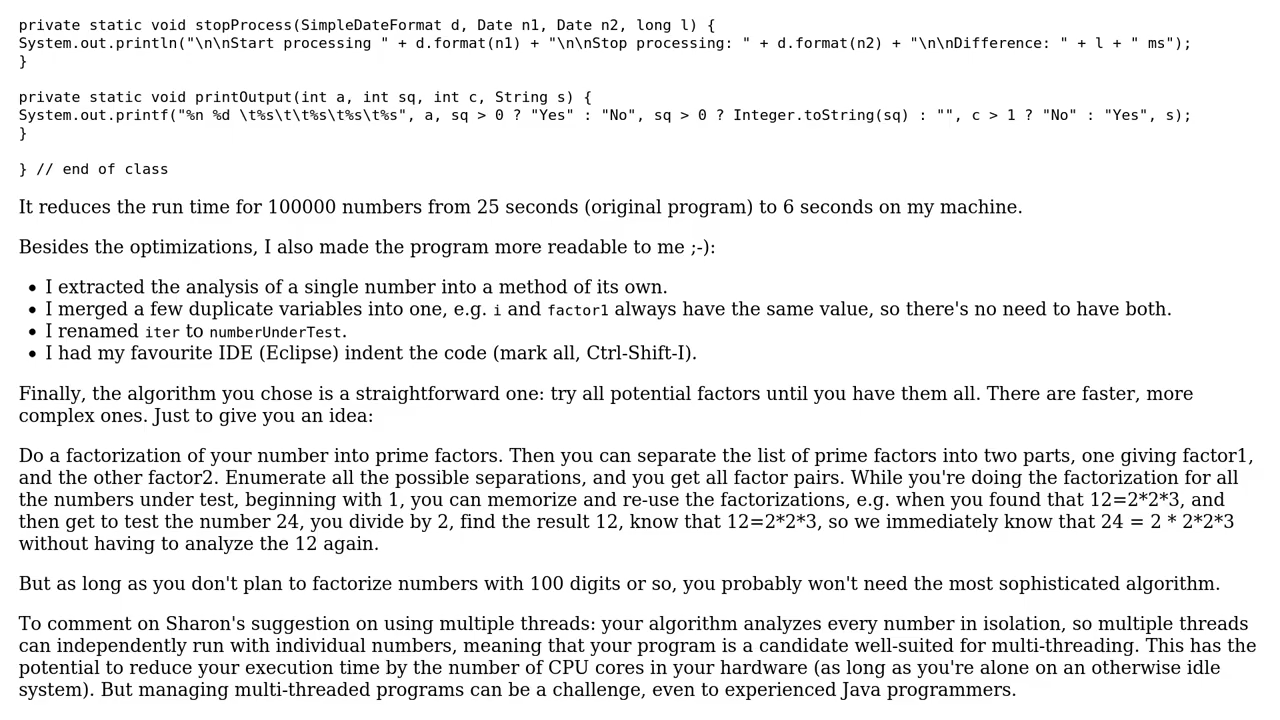 private static void stopProcess(SimpleDateFormat d, Date n1, Date n2, long l) {
System.out.println("\n\nStart processing " + d.format(n1) + "\n\nStop processing: " + d.format(n2) + "\n\nDifference: " + l + " ms");
}
private static void printOutput(int a, int sq, int c, String s) {
System.out.printf("%n %d \t%s\t\t%s\t%s\t%s", a, sq > 0 ? "Yes" : "No", sq > 0 ? Integer.toString(sq) : "", c > 1 ? "No" : "Yes", s);
}
} // end of class
It reduces the run time for 100000 numbers from 25 seconds (original program) to 6 seconds on my machine.
Besides the optimizations, I also made the program more readable to me ;-):
• I extracted the analysis of a single number into a method of its own.
• I merged a few duplicate variables into one, e.g. i and factor1 always have the same value, so there's no need to have both.
• I renamed iter to numberUnderTest.
• I had my favourite IDE (Eclipse) indent the code (mark all, Ctrl-Shift-I).
Finally, the algorithm you chose is a straightforward one: try all potential factors until you have them all. There are faster, more
complex ones. Just to give you an idea:
Do a factorization of your number into prime factors. Then you can separate the list of prime factors into two parts, one giving factor1,
and the other factor2. Enumerate all the possible separations, and you get all factor pairs. While you're doing the factorization for all
the numbers under test, beginning with 1, you can memorize and re-use the factorizations, e.g. when you found that 12=2*2*3, and
then get to test the number 24, you divide by 2, find the result 12, know that 12=2*2*3, so we immediately know that 24 = 2 * 2*2*3
without having to analyze the 12 again.
But as long as you don't plan to factorize numbers with 100 digits or so, you probably won't need the most sophisticated algorithm.
To comment on Sharon's suggestion on using multiple threads: your algorithm analyzes every number in isolation, so multiple threads
can independently run with individual numbers, meaning that your program is a candidate well-suited for multi-threading. This has the
potential to reduce your execution time by the number of CPU cores in your hardware (as long as you're alone on an otherwise idle
system). But managing multi-threaded programs can be a challenge, even to experienced Java programmers.